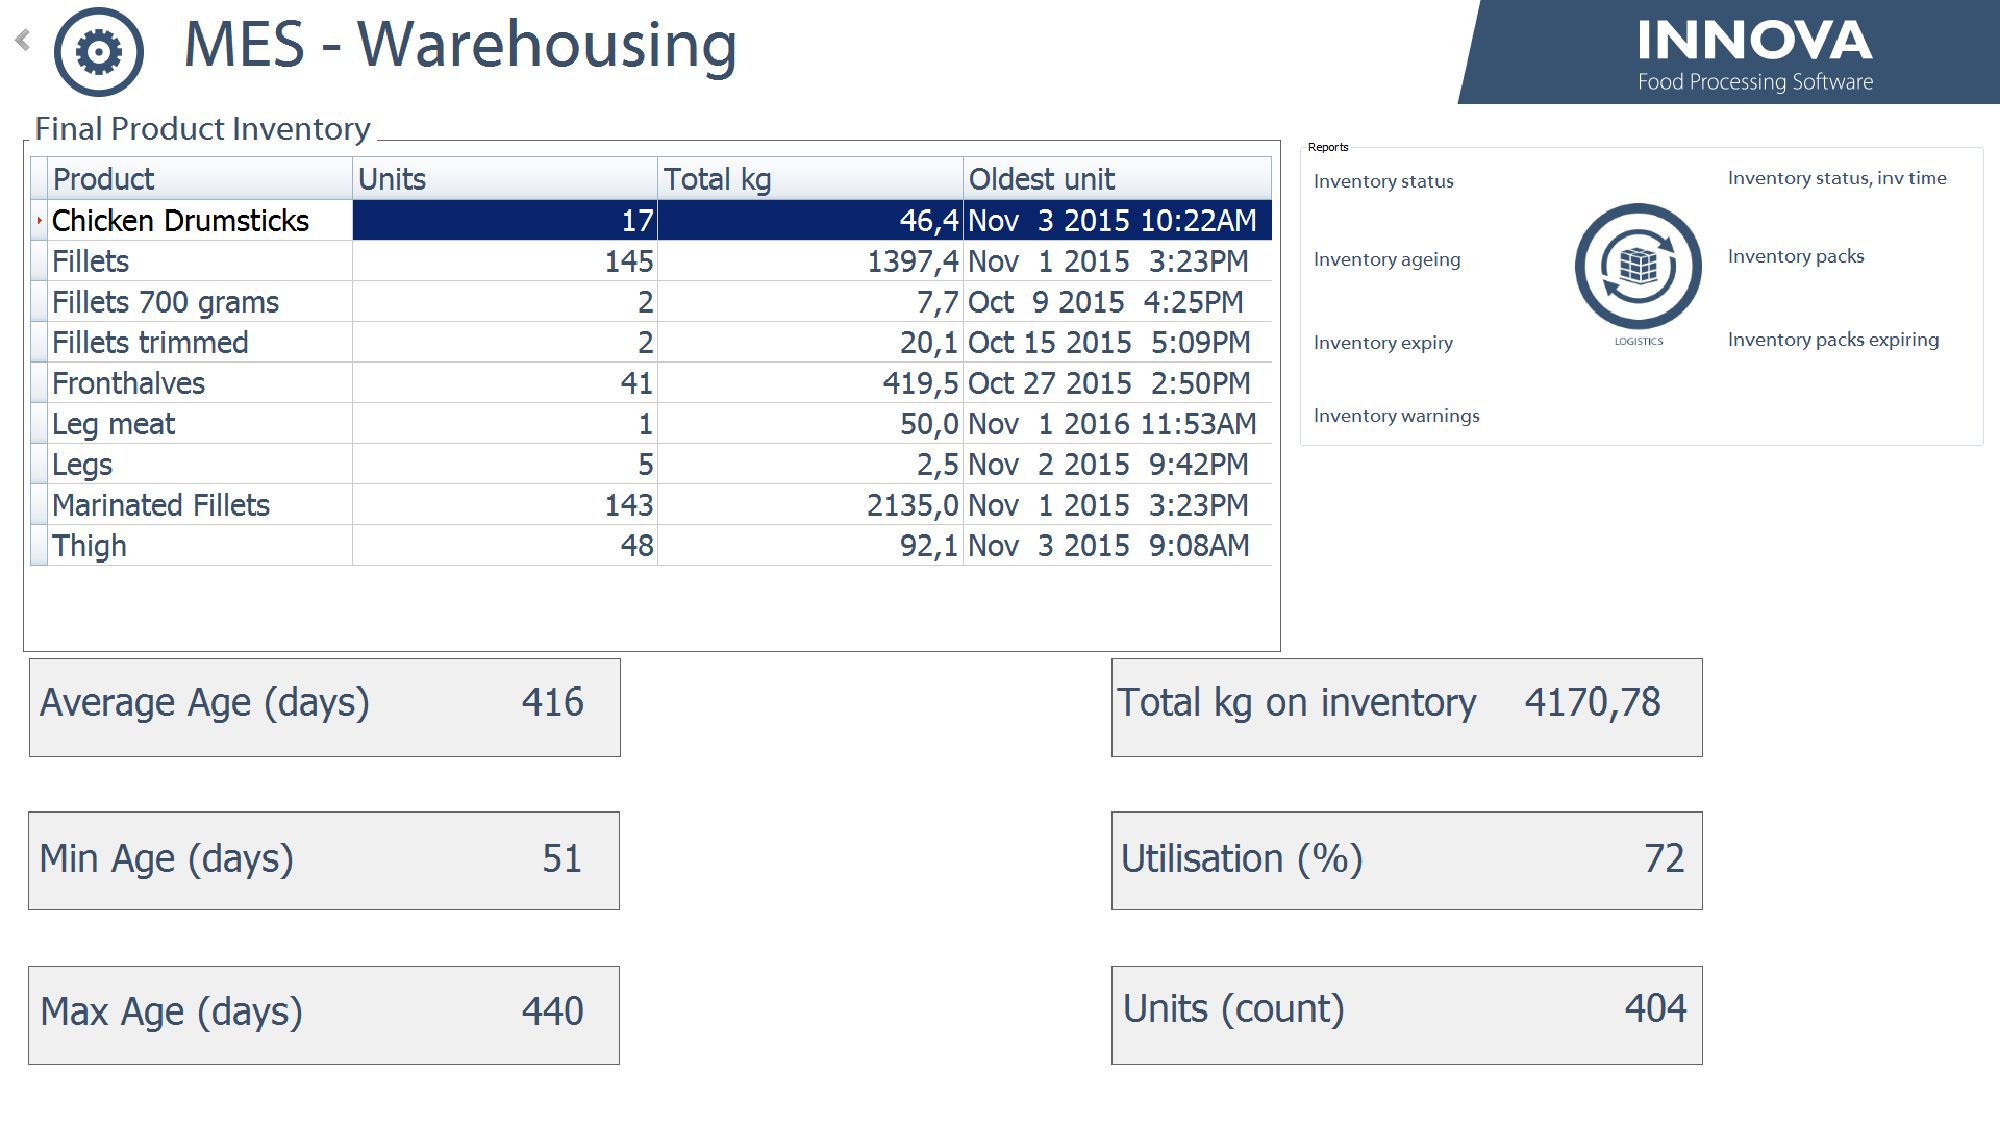 MES - Warehousing
INNOVA
Food Processing Software
Final Product Inventory
Product Units Total kg Oldest unit
Chicken Drumsticks 17 46,4 Nov 3 2015 10:22AM
Fillets 145 1397,4 Nov 1 2015 3:23PM
Fillets 700 grams 2 7,7 Oct 9 2015 4:25PM
Fillets trimmed 2 20,1 Oct 15 2015 5:09PM
Fronthalves 41 419,5 Oct 27 2015 2:50PM
Leg meat 1 50,0 Nov 1 2016 11:53AM
Legs 5 2,5 Nov 2 2015 9:42PM
Marinated Fillets 143 2135,0 Nov 1 2015 3:23PM
Thigh 48 92,1 Nov 3 2015 9:08AM
Reports
Inventory status
Inventory status, inv time
Inventory ageing
Inventory packs
Inventory expiry
LOGISTICS
Inventory packs expiring
Inventory warnings
Average Age (days) 416
Total kg on inventory 4170,78
Min Age (days) 51
Utilisation (%) 72
Max Age (days) 440
Units (count) 404